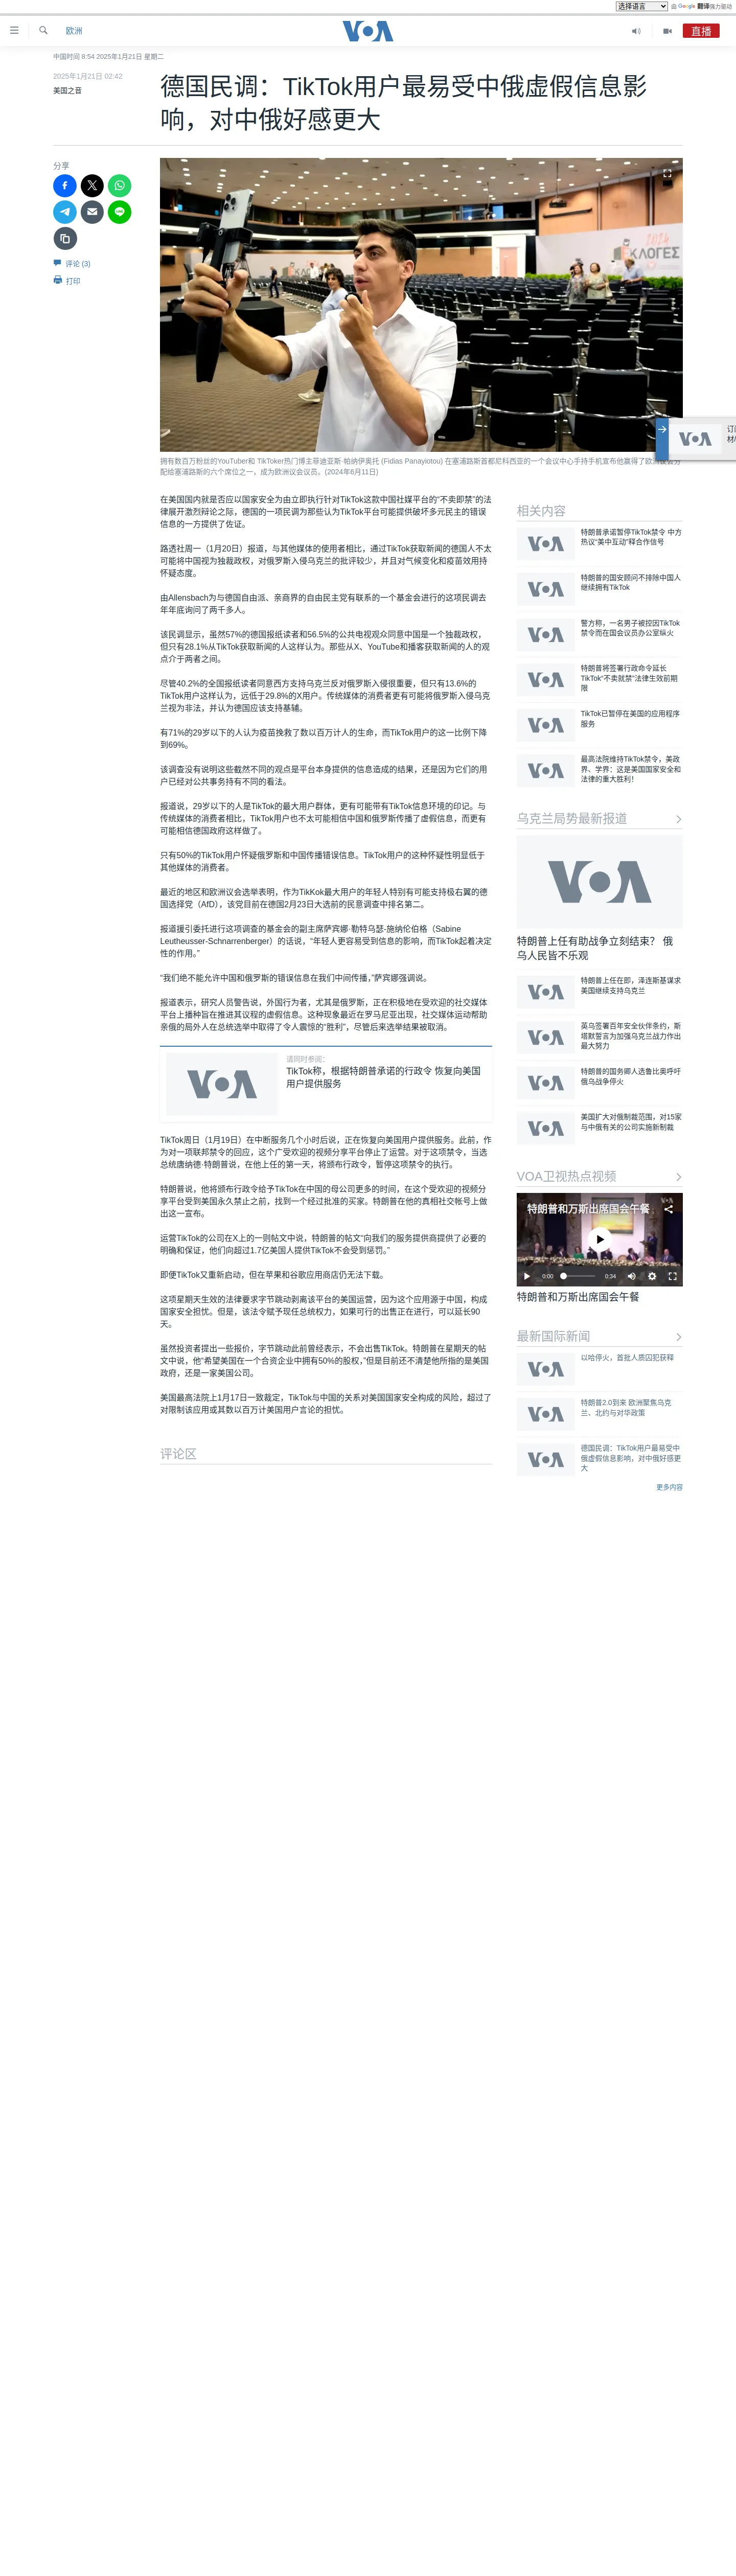 选择语言
由 Google 翻译强力驱动
欧洲
VOA
直播
中国时间 8:54 2025年1月21日 星期二
2025年1月21日 02:42
美国之音
德国民调：TikTok用户最易受中俄虚假信息影
响，对中俄好感更大
分享
评论 (3)
打印
2024
ΕΚΛΟΓΕΣ
拥有数百万粉丝的YouTuber和 TikToker热门博主菲迪亚斯·帕纳伊奥托 (Fidias Panayiotou) 在塞浦路斯首都尼科西亚的一个会议中心手持手机宣布他赢得了欧洲议会分
配给塞浦路斯的六个席位之一，成为欧洲议会议员。(2024年6月11日)
在美国国内就是否应以国家安全为由立即执行针对TikTok这款中国社媒平台的“不卖即禁”的法
律展开激烈辩论之际，德国的一项民调为那些认为TikTok平台可能提供破坏多元民主的错误
信息的一方提供了佐证。
路透社周一（1月20日）报道，与其他媒体的使用者相比，通过TikTok获取新闻的德国人不太
可能将中国视为独裁政权，对俄罗斯入侵乌克兰的批评较少，并且对气候变化和疫苗效用持
怀疑态度。
由Allensbach为与德国自由派、亲商界的自由民主党有联系的一个基金会进行的这项民调去
年年底询问了两千多人。
该民调显示，虽然57%的德国报纸读者和56.5%的公共电视观众同意中国是一个独裁政权，
但只有28.1%从TikTok获取新闻的人这样认为。那些从X、YouTube和播客获取新闻的人的观
点介于两者之间。
尽管40.2%的全国报纸读者同意西方支持乌克兰反对俄罗斯入侵很重要，但只有13.6%的
TikTok用户这样认为，远低于29.8%的X用户。传统媒体的消费者更有可能将俄罗斯入侵乌克
兰视为非法，并认为德国应该支持基辅。
有71%的29岁以下的人认为疫苗挽救了数以百万计人的生命，而TikTok用户的这一比例下降
到69%。
该调查没有说明这些截然不同的观点是平台本身提供的信息造成的结果，还是因为它们的用
户已经对公共事务持有不同的看法。
报道说，29岁以下的人是TikTok的最大用户群体，更有可能带有TikTok信息环境的印记。与
传统媒体的消费者相比，TikTok用户也不太可能相信中国和俄罗斯传播了虚假信息，而更有
可能相信德国政府这样做了。
只有50%的TikTok用户怀疑俄罗斯和中国传播错误信息。TikTok用户的这种怀疑性明显低于
其他媒体的消费者。
最近的地区和欧洲议会选举表明，作为TikKok最大用户的年轻人特别有可能支持极右翼的德
国选择党（AfD），该党目前在德国2月23日大选前的民意调查中排名第二。
报道援引委托进行这项调查的基金会的副主席萨宾娜·勒特乌瑟-施纳伦伯格（Sabine
Leutheusser-Schnarrenberger）的话说，“年轻人更容易受到信息的影响，而TikTok起着决定
性的作用。”
“我们绝不能允许中国和俄罗斯的错误信息在我们中间传播，”萨宾娜强调说。
报道表示，研究人员警告说，外国行为者，尤其是俄罗斯，正在积极地在受欢迎的社交媒体
平台上播种旨在推进其议程的虚假信息。这种现象最近在罗马尼亚出现，社交媒体运动帮助
亲俄的局外人在总统选举中取得了令人震惊的“胜利”，尽管后来选举结果被取消。
VOA
请同时参阅：
TikTok称，根据特朗普承诺的行政令 恢复向美国
用户提供服务
TikTok周日（1月19日）在中断服务几个小时后说，正在恢复向美国用户提供服务。此前，作
为对一项联邦禁令的回应，这个广受欢迎的视频分享平台停止了运营。对于这项禁令，当选
总统唐纳德·特朗普说，在他上任的第一天，将颁布行政令，暂停这项禁令的执行。
特朗普说，他将颁布行政令给予TikTok在中国的母公司更多的时间，在这个受欢迎的视频分
享平台受到美国永久禁止之前，找到一个经过批准的买家。特朗普在他的真相社交帐号上做
出这一宣布。
运营TikTok的公司在X上的一则帖文中说，特朗普的帖文“向我们的服务提供商提供了必要的
明确和保证，他们向超过1.7亿美国人提供TikTok不会受到惩罚。”
即便TikTok又重新启动，但在苹果和谷歌应用商店仍无法下载。
这项星期天生效的法律要求字节跳动剥离该平台的美国运营，因为这个应用源于中国，构成
国家安全担忧。但是，该法令赋予现任总统权力，如果可行的出售正在进行，可以延长90
天。
虽然投资者提出一些报价，字节跳动此前曾经表示，不会出售TikTok。特朗普在星期天的帖
文中说，他“希望美国在一个合资企业中拥有50%的股权，”但是目前还不清楚他所指的是美国
政府，还是一家美国公司。
美国最高法院上1月17日一致裁定，TikTok与中国的关系对美国国家安全构成的风险，超过了
对限制该应用或其数以百万计美国用户言论的担忧。
评论区
VOA
相关内容
VOA
特朗普承诺暂停TikTok禁令 中方
热议“美中互动”释合作信号
VOA
特朗普的国安顾问不排除中国人
继续拥有TikTok
VOA
警方称，一名男子被控因TikTok
禁令而在国会议员办公室纵火
VOA
特朗普将签署行政命令延长
TikTok“不卖就禁”法律生效前期
限
VOA
TikTok已暂停在美国的应用程序
服务
VOA
最高法院维持TikTok禁令，美政
界、学界：这是美国国家安全和
法律的重大胜利！
乌克兰局势最新报道
VOA
特朗普上任有助战争立刻结束？ 俄
乌人民皆不乐观
VOA
特朗普上任在即，泽连斯基谋求
美国继续支持乌克兰
VOA
英乌签署百年安全伙伴条约，斯
塔默誓言为加强乌克兰战力作出
最大努力
VOA
特朗普的国务卿人选鲁比奥呼吁
俄乌战争停火
VOA
美国扩大对俄制裁范围，对15家
与中俄有关的公司实施新制裁
VOA卫视热点视频
特朗普和万斯出席国会午餐
VOA
0:00
0:34
特朗普和万斯出席国会午餐
最新国际新闻
VOA
以哈停火，首批人质囚犯获释
VOA
特朗普2.0到来 欧洲聚焦乌克
兰、北约与对华政策
VOA
德国民调：TikTok用户最易受中
俄虚假信息影响，对中俄好感更
大
更多内容